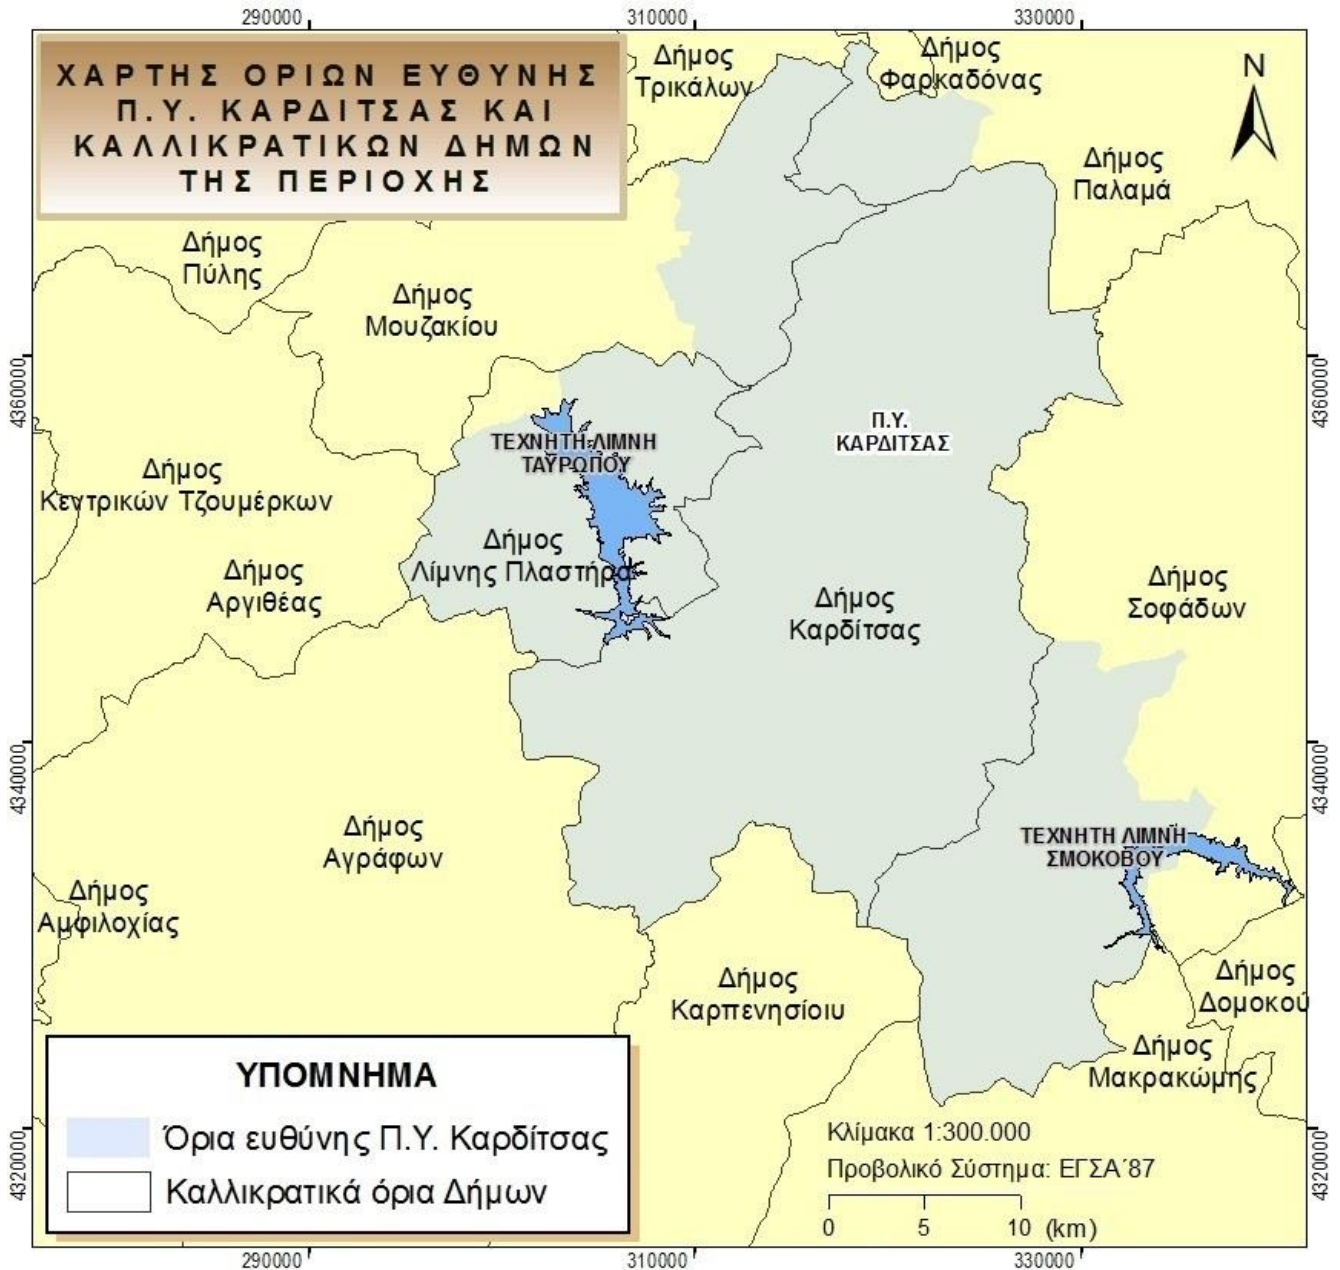 290000
310000
330000
ΧΑΡΤΗΣ ΟΡΙΩΝ ΕΥΘΥΝΗΣ
Π.Υ. ΚΑΡΔΙΤΣΑΣ ΚΑΙ
ΚΑΛΛΙΚΡΑΤΙΚΩΝ ΔΗΜΩΝ
ΤΗΣ ΠΕΡΙΟΧΗΣ
Δήμος
Τρικάλων
Δήμος
Φαρκαδόνας
N
Δήμος
Παλαμά
Δήμος
Πύλης
Δήμος
Μουζακίου
4360000
4360000
Π.Υ.
ΚΑΡΔΙΤΣΑΣ
ΤΕΧΝΗΤΗ ΛΙΜΝΗ
ΤΑΥΡΩΠΟΥ
Δήμος
Κεντρικών Τζουμέρκων
Δήμος
Λίμνης Πλαστήρα
Δήμος
Αργιθέας
Δήμος
Καρδίτσας
Δήμος
Σοφάδων
4340000
4340000
Δήμος
Αγράφων
ΤΕΧΝΗΤΗ ΛΙΜΝΗ
ΣΜΟΚΟΒΟΥ
Δήμος
Αμφιλοχίας
Δήμος
Καρπενησίοιυ
Δήμος
Δομοκού
Δήμος
Μακρακώμης
ΥΠΟΜΝΗΜΑ
Όρια ευθύνης Π.Υ. Καρδίτσας
Καλλικρατικά όρια Δήμων
4320000
4320000
Κλίμακα 1:300.000
Προβολικό Σύστημα: ΕΓΣΑ΄87
0 5 10 (km)
290000
310000
330000